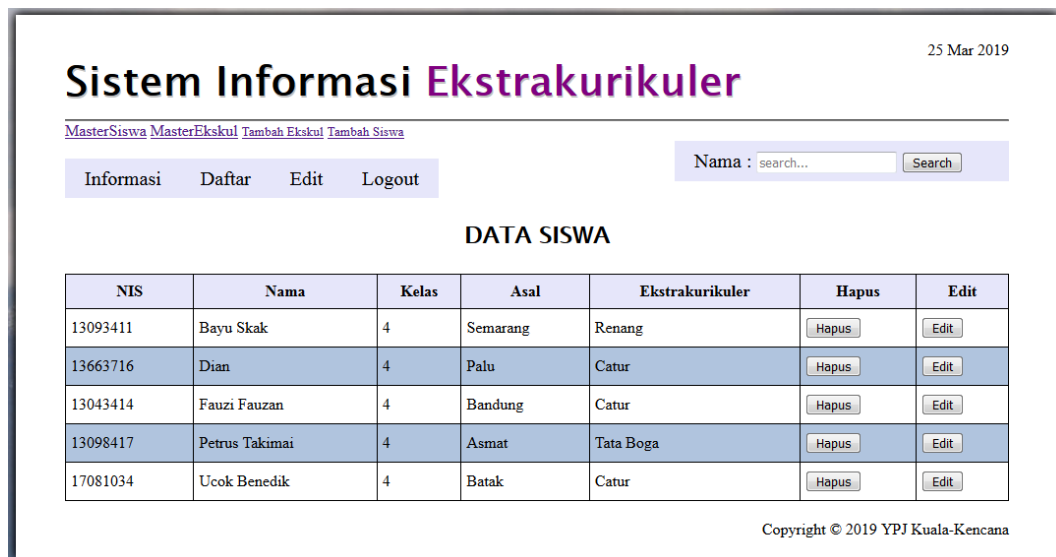 25 Mar 2019
Sistem Informasi Ekstrakurikuler
MasterSiswa MasterEkskul Tambah Ekskul Tambah Siswa
Nama : search... Search
Informasi Daftar Edit Logout
DATA SISWA
NIS Nama Kelas Asal Ekstrakurikuler Hapus Edit
13093411 Bayu Skak 4 Semarang Renang Hapus Edit
13663716 Dian 4 Palu Catur Hapus Edit
13043414 Fauzi Fauzan 4 Bandung Catur Hapus Edit
13098417 Petrus Takimai 4 Asmat Tata Boga Hapus Edit
17081034 Ucok Benedik 4 Batak Catur Hapus Edit
Copyright © 2019 YPJ Kuala-Kencana